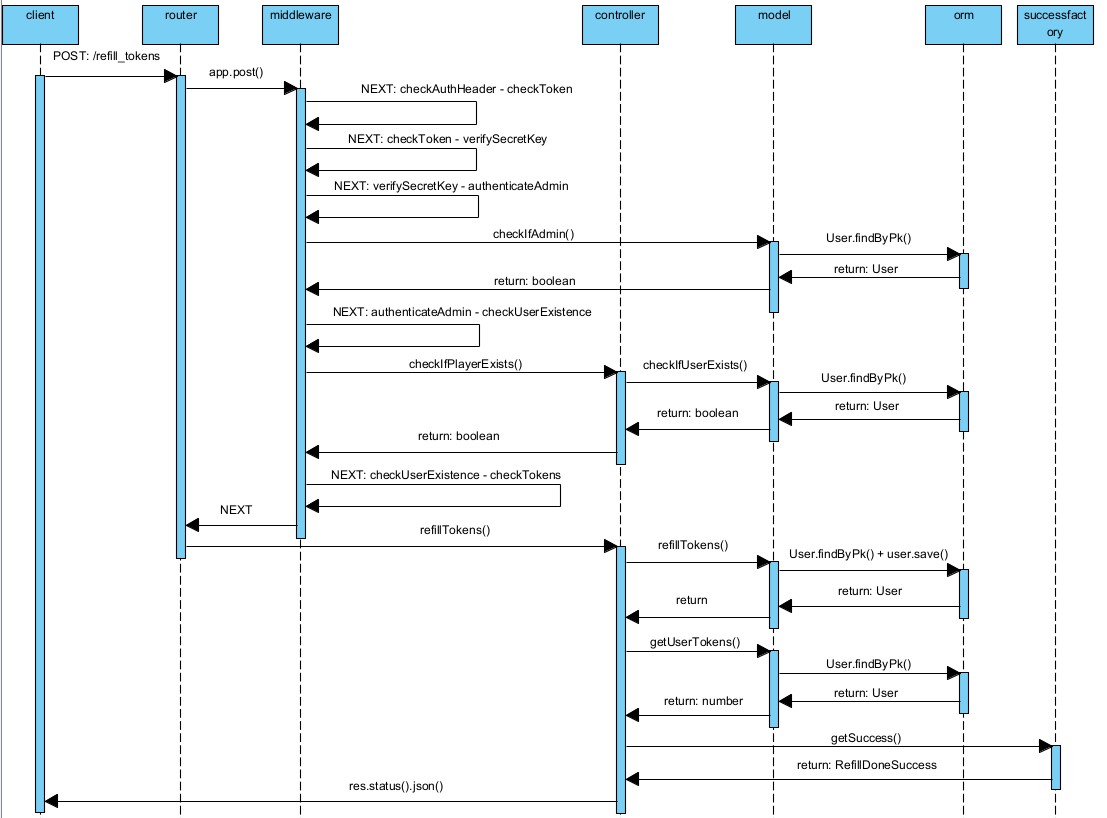 client
router
middleware
controller
model
orm
successfact
ory
POST: /refill_tokens
app.post()
NEXT: checkAuthHeader - checkToken
NEXT: checkToken - verifySecretKey
NEXT: verifySecretKey - authenticateAdmin
checkIfAdmin()
User.findByPk()
return: User
return: boolean
NEXT: authenticateAdmin - checkUserExistence
checkIfPlayerExists()
checkIfUserExists()
User.findByPk()
return: User
return: boolean
return: boolean
NEXT: checkUserExistence - checkTokens
NEXT
refillTokens()
refillTokens()
User.findByPk() + user.save()
return: User
return
getUserTokens()
User.findByPk()
return: User
return: number
getSuccess()
return: RefillDoneSuccess
res.status().json()